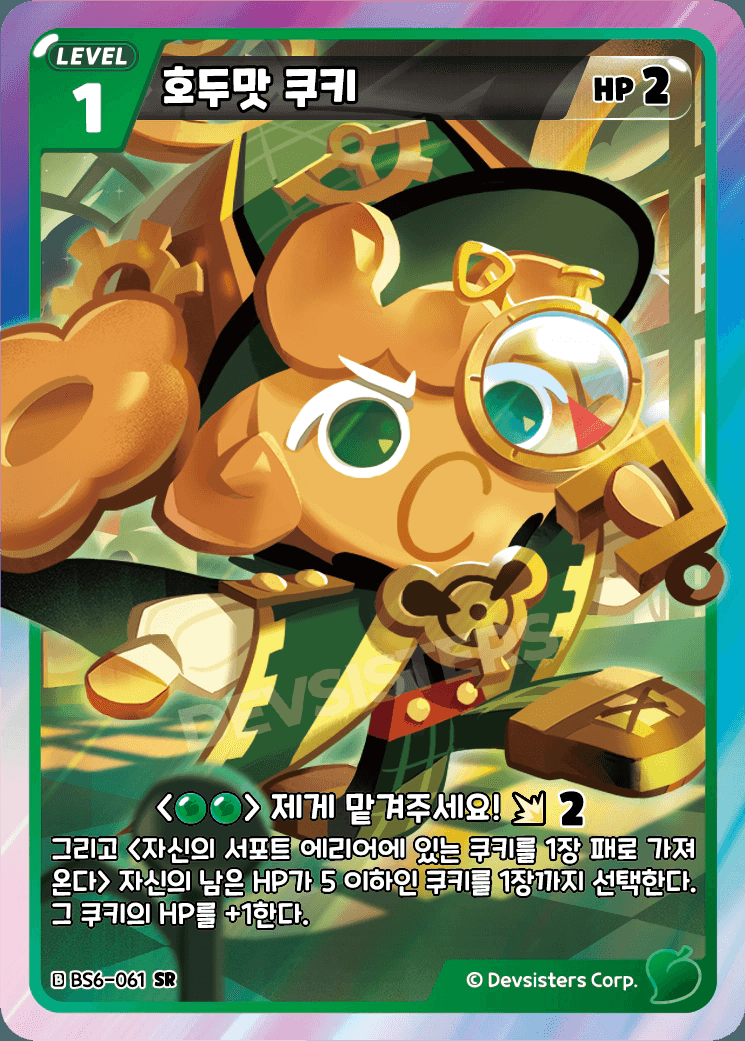 LEVEL
1
호두맛 쿠키
HP 2
DEVSISTERS
< > 제게 맡겨주세요! 2
그리고 <자신의 서포트 에리어에 있는 쿠키를 1장 패로 가져
온다> 자신의 남은 HP가 5 이하인 쿠키를 1장까지 선택한다.
그 쿠키의 HP를 +1한다.
B BS6-061 SR
© Devsisters Corp.